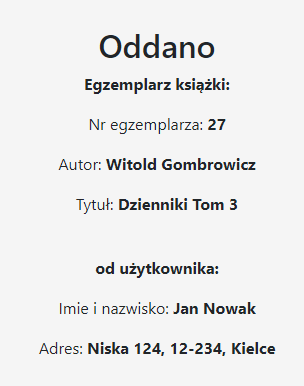 Oddano
Egzemplarz książki:
Nr egzemplarza: 27
Autor: Witold Gombrowicz
Tytuł: Dzienniki Tom 3
od użytkownika:
Imie i nazwisko: Jan Nowak
Adres: Niska 124, 12-234, Kielce